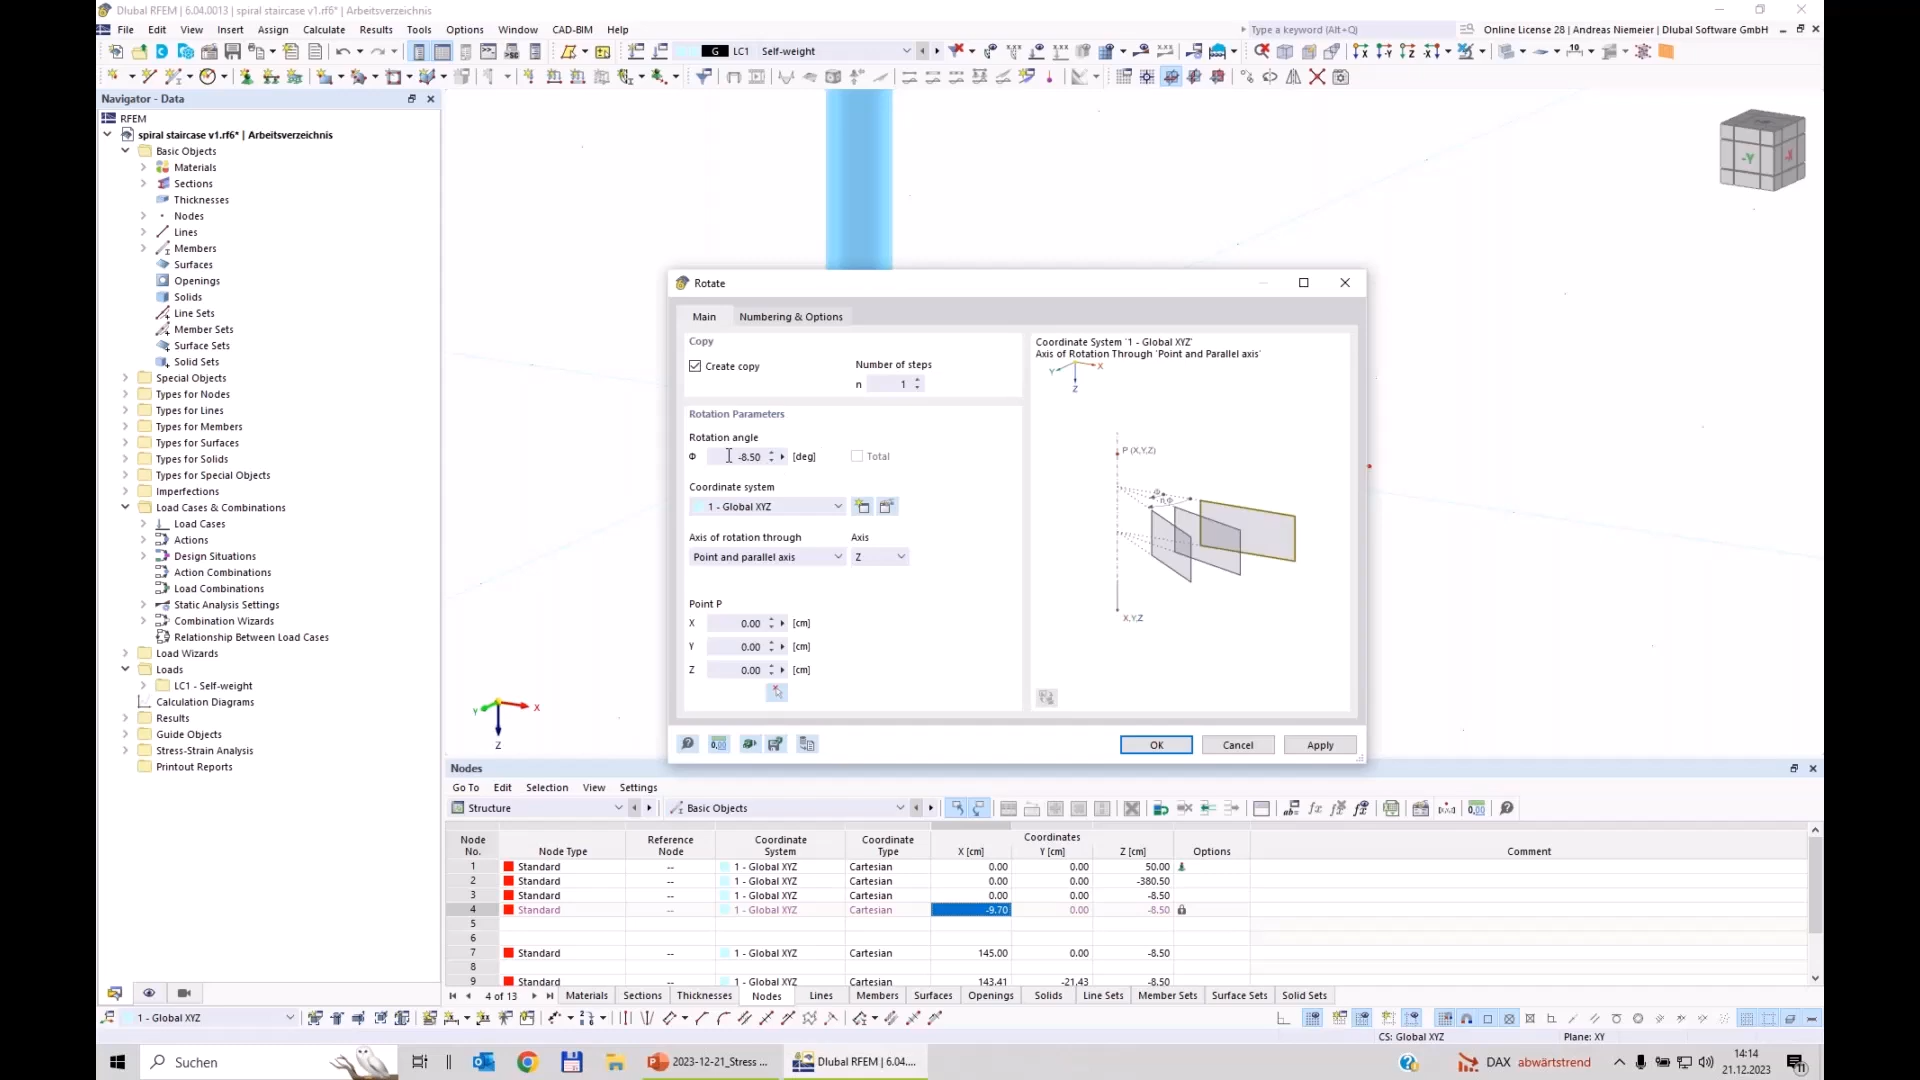 Dlubal RFEM | 6.04.0013 | spiral staircase v1.rf6* | Arbeitsverzeichnis
File Edit View Insert Assign Calculate Results Tools Options Window CAD-BIM Help
Type a keyword (Alt+Q)
Online License 28 | Andreas Niemeier | Dlubal Software GmbH
G LC1 Self-weight
Navigator - Data
RFEM
spiral staircase v1.rf6* | Arbeitsverzeichnis
Basic Objects
Materials
Sections
Thicknesses
Nodes
Lines
Members
Surfaces
Openings
Solids
Line Sets
Member Sets
Surface Sets
Solid Sets
Special Objects
Types for Nodes
Types for Lines
Types for Members
Types for Surfaces
Types for Solids
Types for Special Objects
Imperfections
Load Cases & Combinations
Load Cases
Actions
Design Situations
Action Combinations
Load Combinations
Static Analysis Settings
Combination Wizards
Relationship Between Load Cases
Load Wizards
Loads
LC1 - Self-weight
Calculation Diagrams
Results
Guide Objects
Stress-Strain Analysis
Printout Reports
-Y
X
Y
X
Z
Rotate
Main
Numbering & Options
Copy
Create copy
Number of steps
n 1
Rotation Parameters
Rotation angle
Φ -8.50 [deg]
Total
Coordinate system
1 - Global XYZ
Axis of rotation through
Axis
Point and parallel axis
Z
Point P
X 0.00 [cm]
Y 0.00 [cm]
Z 0.00 [cm]
Coordinate System '1 - Global XYZ'
Axis of Rotation Through 'Point and Parallel axis'
Y
X
Z
P (X,Y,Z)
Φ
n.Φ
X,Y,Z
OK
Cancel
Apply
Nodes
Go To Edit Selection View Settings
Structure
Basic Objects
Node No. Node Type Reference Node Coordinate System Coordinate Type Coordinates X [cm] Y [cm] Z [cm] Options Comment
1 Standard -- 1 - Global XYZ Cartesian 0.00 0.00 50.00
2 Standard -- 1 - Global XYZ Cartesian 0.00 0.00 -380.50
3 Standard -- 1 - Global XYZ Cartesian 0.00 0.00 -8.50
4 Standard -- 1 - Global XYZ Cartesian -9.70 0.00 -8.50
5
6
7 Standard -- 1 - Global XYZ Cartesian 145.00 0.00 -8.50
8
9 Standard -- 1 - Global XYZ Cartesian 143.41 -21.43 -8.50
4 of 13
Materials Sections Thicknesses Nodes Lines Members Surfaces Openings Solids Line Sets Member Sets Surface Sets Solid Sets
1 - Global XYZ
CS: Global XYZ
Plane: XY
Suchen
2023-12-21_Stress ...
Dlubal RFEM | 6.04....
DAX abwärtstrend
14:14
21.12.2023